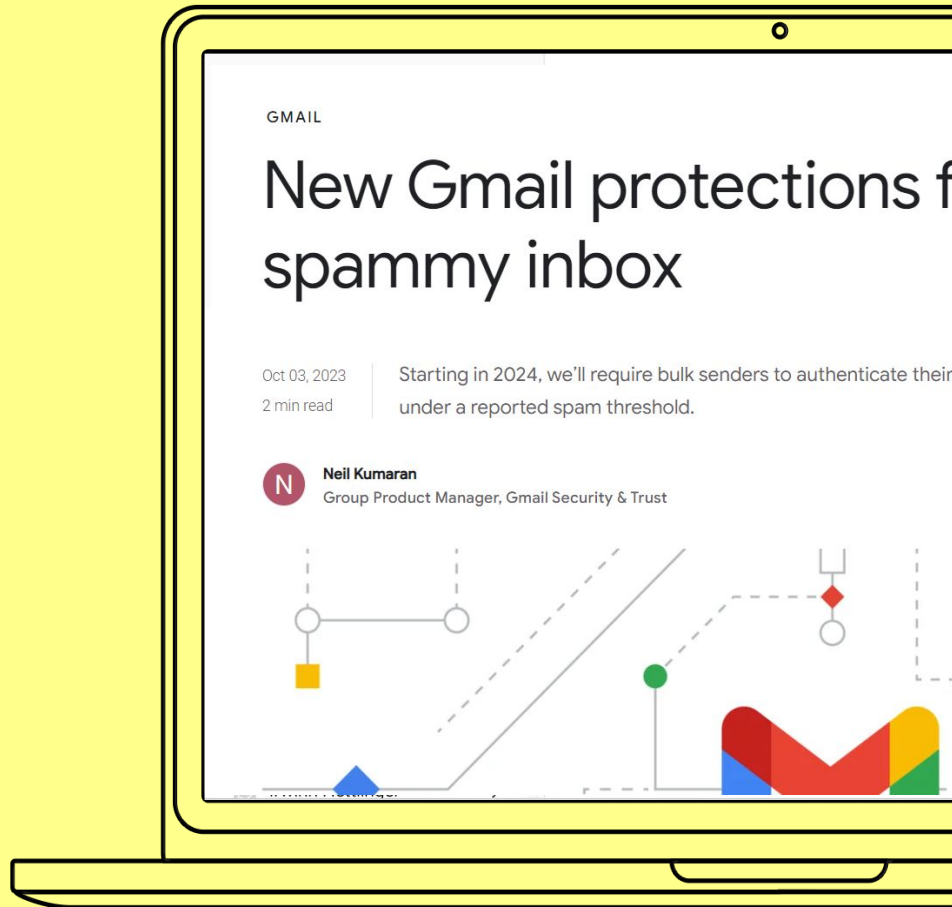 GMAIL
New Gmail protections f
spammy inbox
Oct 03, 2023
2 min read
Starting in 2024, we'll require bulk senders to authenticate their
under a reported spam threshold.
N
Neil Kumaran
Group Product Manager, Gmail Security & Trust